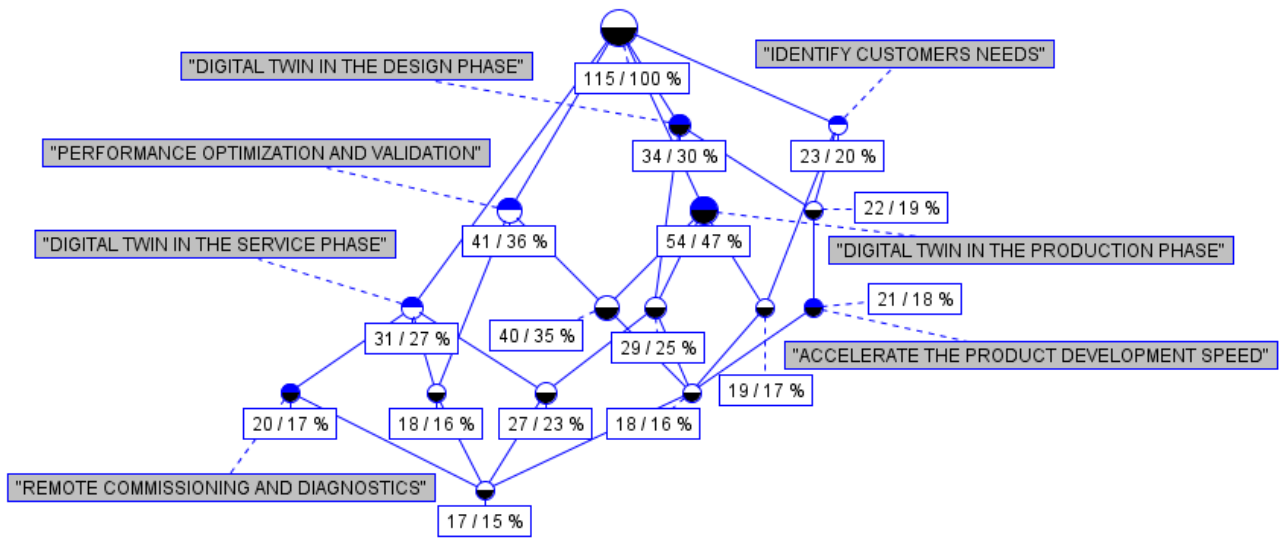 "IDENTIFY CUSTOMERS NEEDS"
"DIGITAL TWIN IN THE DESIGN PHASE"
115 / 100 %
"PERFORMANCE OPTIMIZATION AND VALIDATION"
34 / 30 %
23 / 20 %
22 / 19 %
"DIGITAL TWIN IN THE SERVICE PHASE"
41 / 36 %
54 / 47 %
"DIGITAL TWIN IN THE PRODUCTION PHASE"
21 / 18 %
40 / 35 %
31 / 27 %
29 / 25 %
"ACCELERATE THE PRODUCT DEVELOPMENT SPEED"
19 / 17 %
20 / 17 %
18 / 16 %
27 / 23 %
18 / 16 %
"REMOTE COMMISSIONING AND DIAGNOSTICS"
17 / 15 %